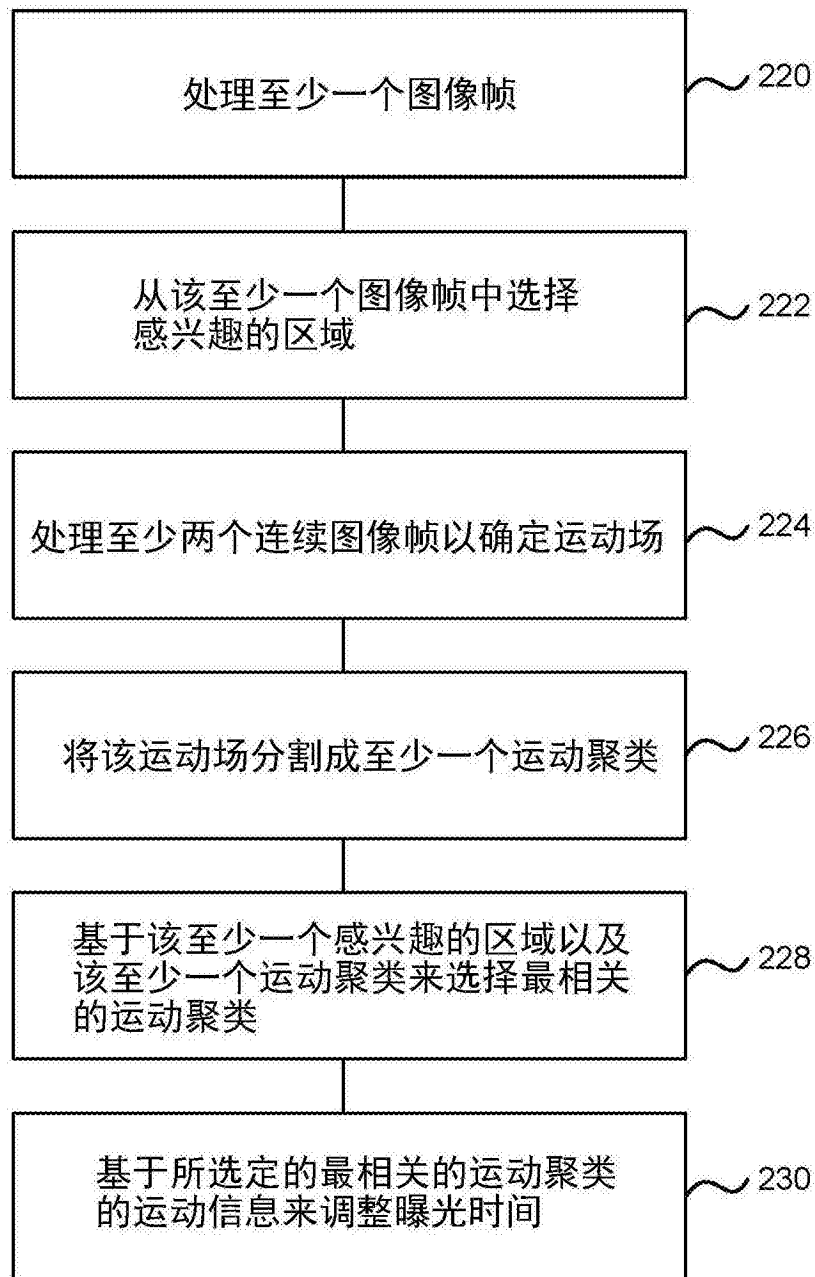 处理至少一个图像帧
220
从该至少一个图像帧中选择
感兴趣的区域
222
处理至少两个连续图像帧以确定运动场
224
将该运动场分割成至少一个运动聚类
226
基于该至少一个感兴趣的区域以及
该至少一个运动聚类来选择最相关
的运动聚类
228
基于所选定的最相关的运动聚类
的运动信息来调整曝光时间
230